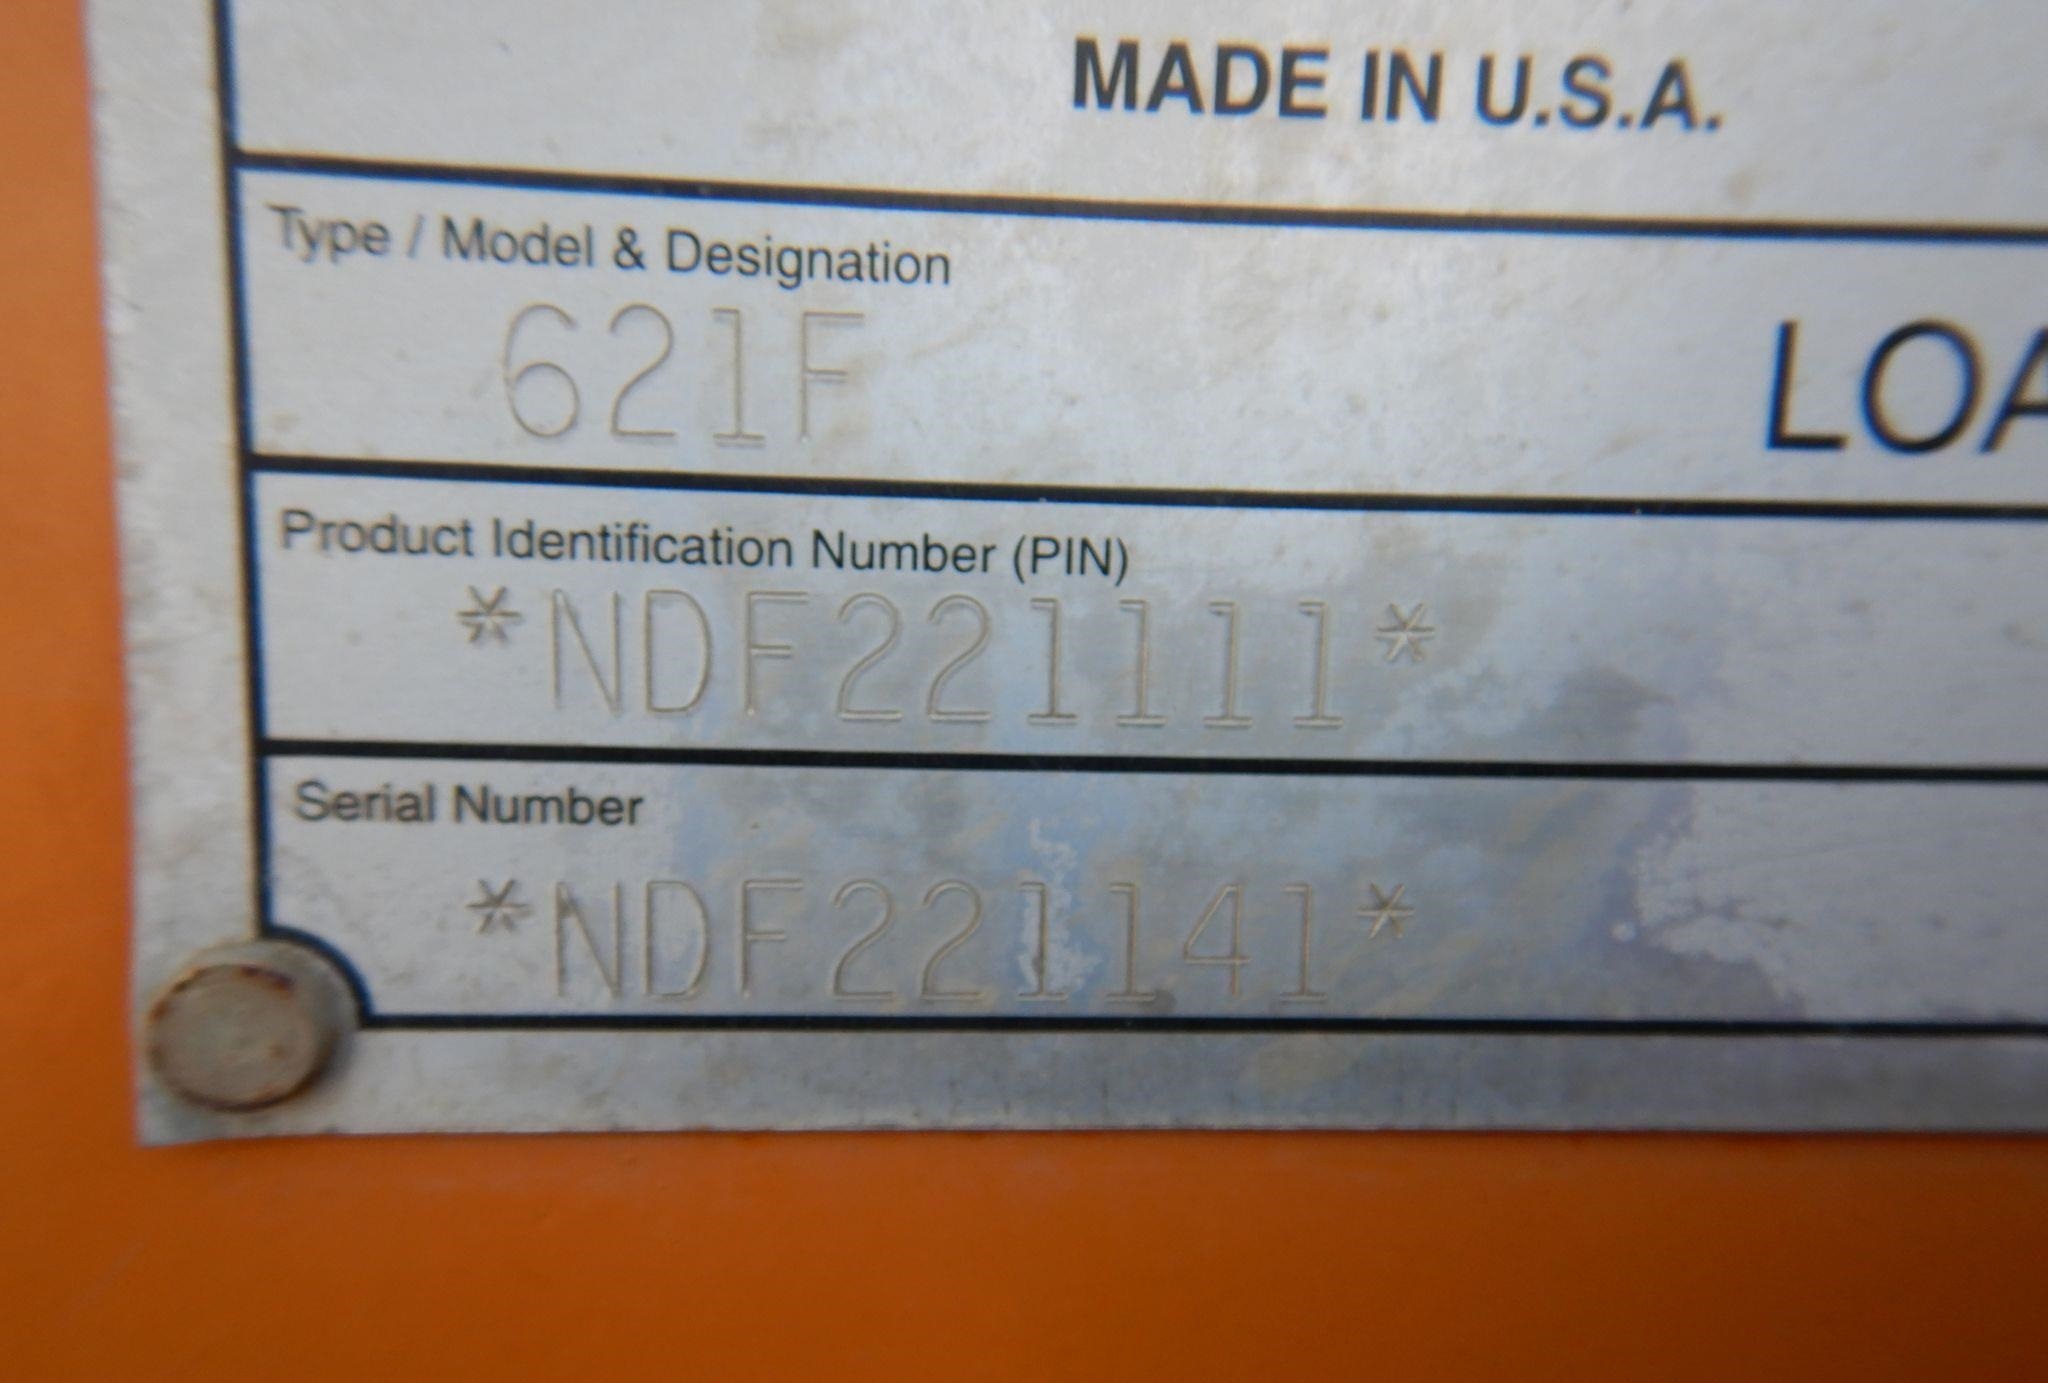 MADE IN U.S.A.
Type / Model & Designation
621F
LOA
Product Identification Number (PIN)
*NDF221111*
Serial Number
*NDF221141*